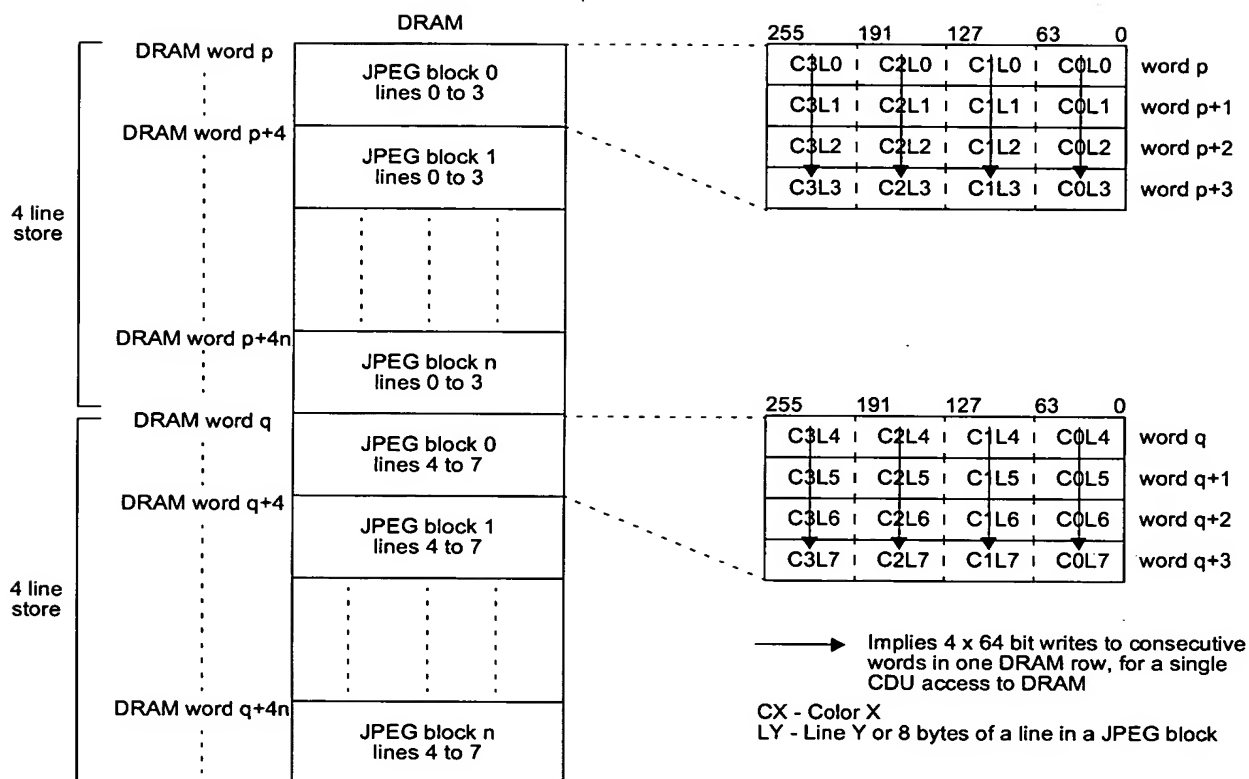 DRAM
DRAM word p
JPEG block 0
lines 0 to 3
DRAM word p+4
JPEG block 1
lines 0 to 3
4 line
store
DRAM word p+4n
JPEG block n
lines 0 to 3
DRAM word q
JPEG block 0
lines 4 to 7
DRAM word q+4
JPEG block 1
lines 4 to 7
4 line
store
DRAM word q+4n
JPEG block n
lines 4 to 7
255 191 127 63 0
C3L0 C2L0 C1L0 C0L0 word p
C3L1 C2L1 C1L1 C0L1 word p+1
C3L2 C2L2 C1L2 C0L2 word p+2
C3L3 C2L3 C1L3 C0L3 word p+3
255 191 127 63 0
C3L4 C2L4 C1L4 C0L4 word q
C3L5 C2L5 C1L5 C0L5 word q+1
C3L6 C2L6 C1L6 C0L6 word q+2
C3L7 C2L7 C1L7 C0L7 word q+3
Implies 4 x 64 bit writes to consecutive
words in one DRAM row, for a single
CDU access to DRAM
CX - Color X
LY - Line Y or 8 bytes of a line in a JPEG block